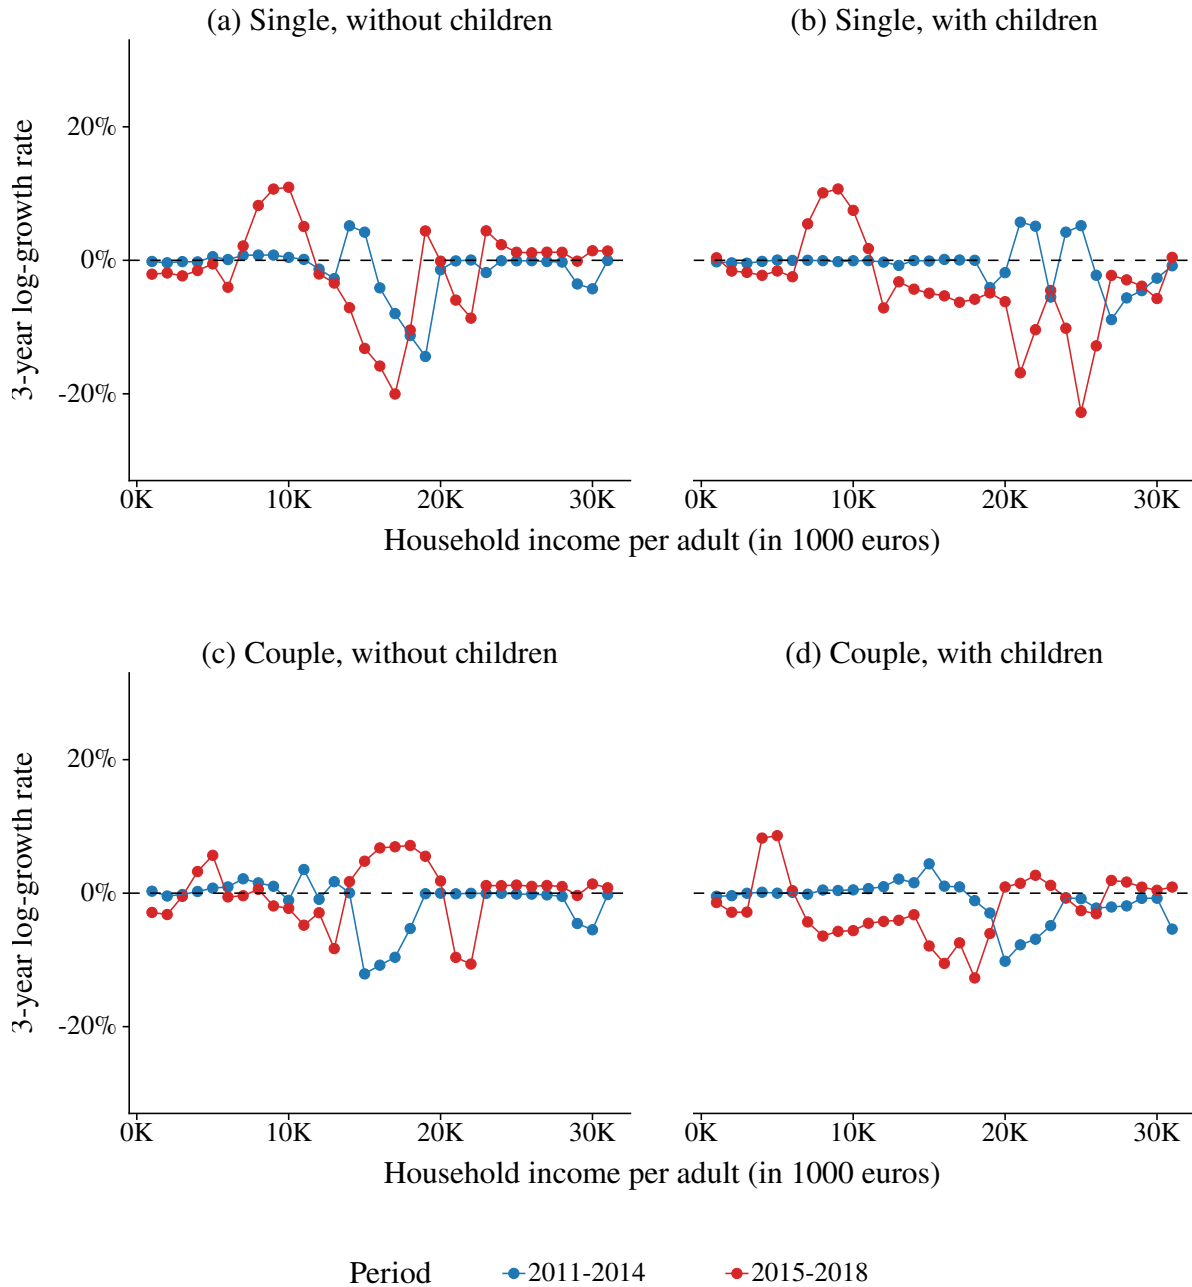 (a) Single, without children
(b) Single, with children
3-year log-growth rate
20%
0%
-20%
0K 10K 20K 30K
0K 10K 20K 30K
Household income per adult (in 1000 euros)
(c) Couple, without children
(d) Couple, with children
3-year log-growth rate
20%
0%
-20%
0K 10K 20K 30K
0K 10K 20K 30K
Household income per adult (in 1000 euros)
Period 2011-2014 2015-2018